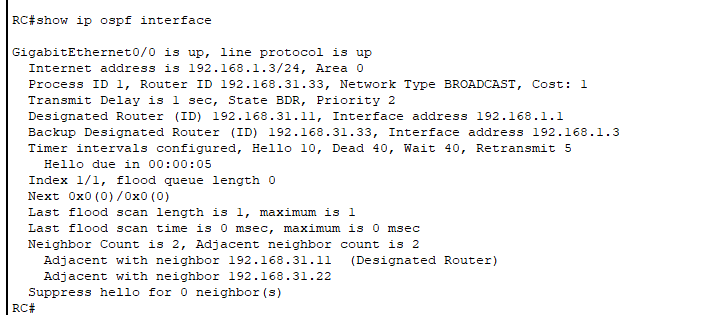 RC#show ip ospf interface
GigabitEthernet0/0 is up, line protocol is up
Internet address is 192.168.1.3/24, Area 0
Process ID 1, Router ID 192.168.31.33, Network Type BROADCAST, Cost: 1
Transmit Delay is 1 sec, State BDR, Priority 2
Designated Router (ID) 192.168.31.11, Interface address 192.168.1.1
Backup Designated Router (ID) 192.168.31.33, Interface address 192.168.1.3
Timer intervals configured, Hello 10, Dead 40, Wait 40, Retransmit 5
Hello due in 00:00:05
Index 1/1, flood queue length 0
Next 0x0(0)/0x0(0)
Last flood scan length is 1, maximum is 1
Last flood scan time is 0 msec, maximum is 0 msec
Neighbor Count is 2, Adjacent neighbor count is 2
Adjacent with neighbor 192.168.31.11 (Designated Router)
Adjacent with neighbor 192.168.31.22
Suppress hello for 0 neighbor(s)
RC#